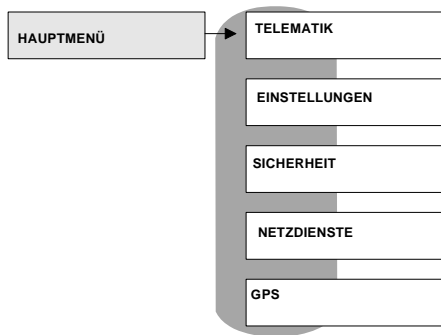 HAUPTMENÜ
TELEMATIK
EINSTELLUNGEN
SICHERHEIT
NETZDIENSTE
GPS